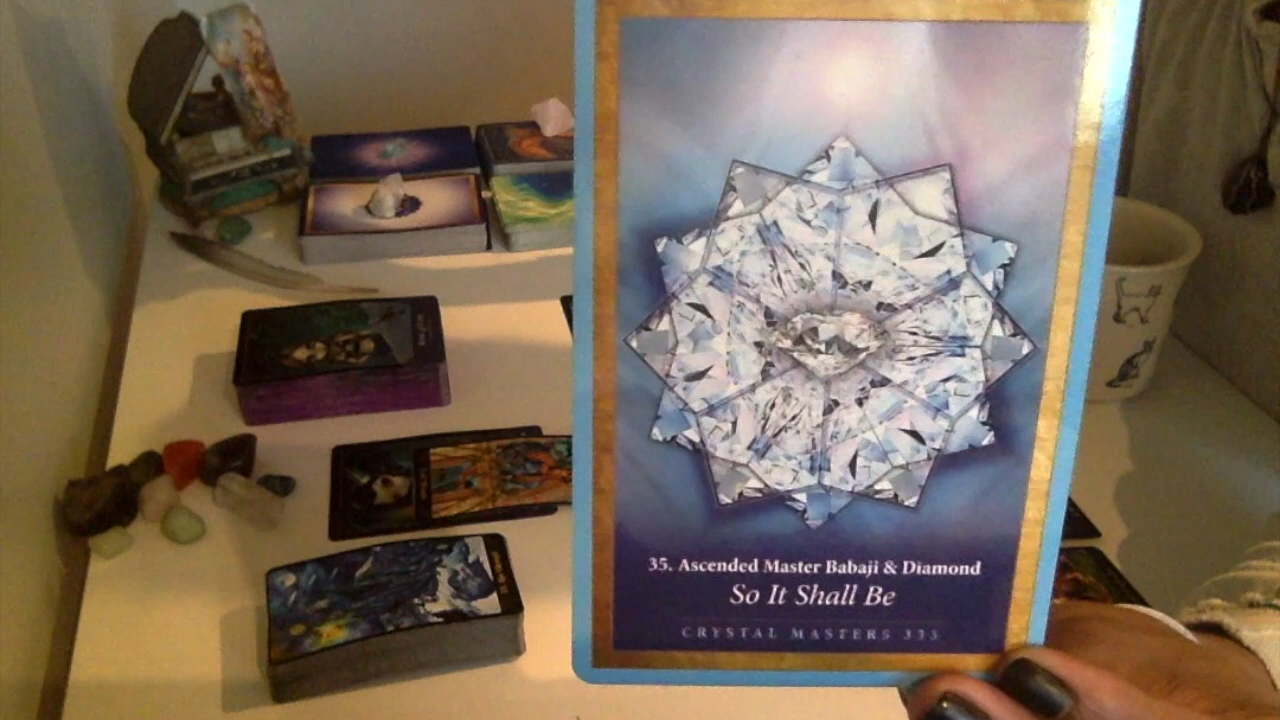 35. Ascended Master Babaji & Diamond
So It Shall Be
CRYSTAL MASTERS 333